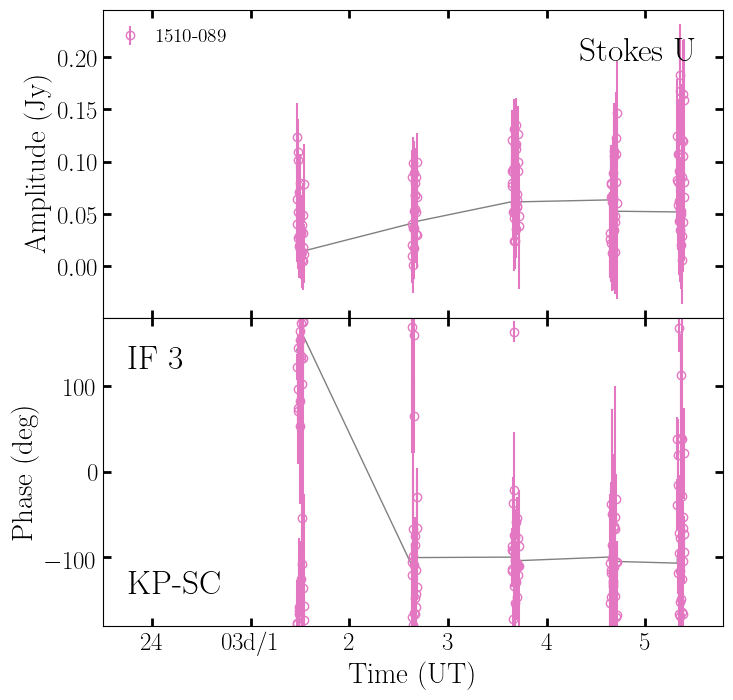 1510-089
Stokes U
Amplitude (Jy)
0.20
0.15
0.10
0.05
0.00
IF 3
Phase (deg)
100
0
−100
KP-SC
24 03d/1 2 3 4 5
Time (UT)